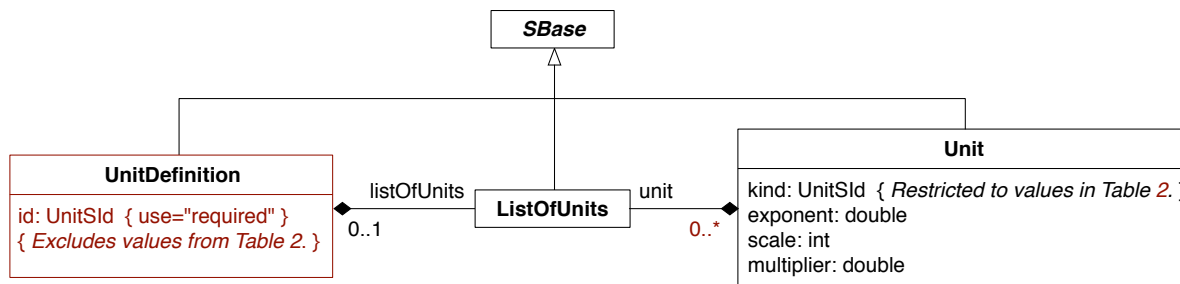 SBase
UnitDefinition
id: UnitSId { use="required" }
{ Excludes values from Table 2. }
listOfUnits
0..1
ListOfUnits
unit
0..*
Unit
kind: UnitSId { Restricted to values in Table 2. }
exponent: double
scale: int
multiplier: double